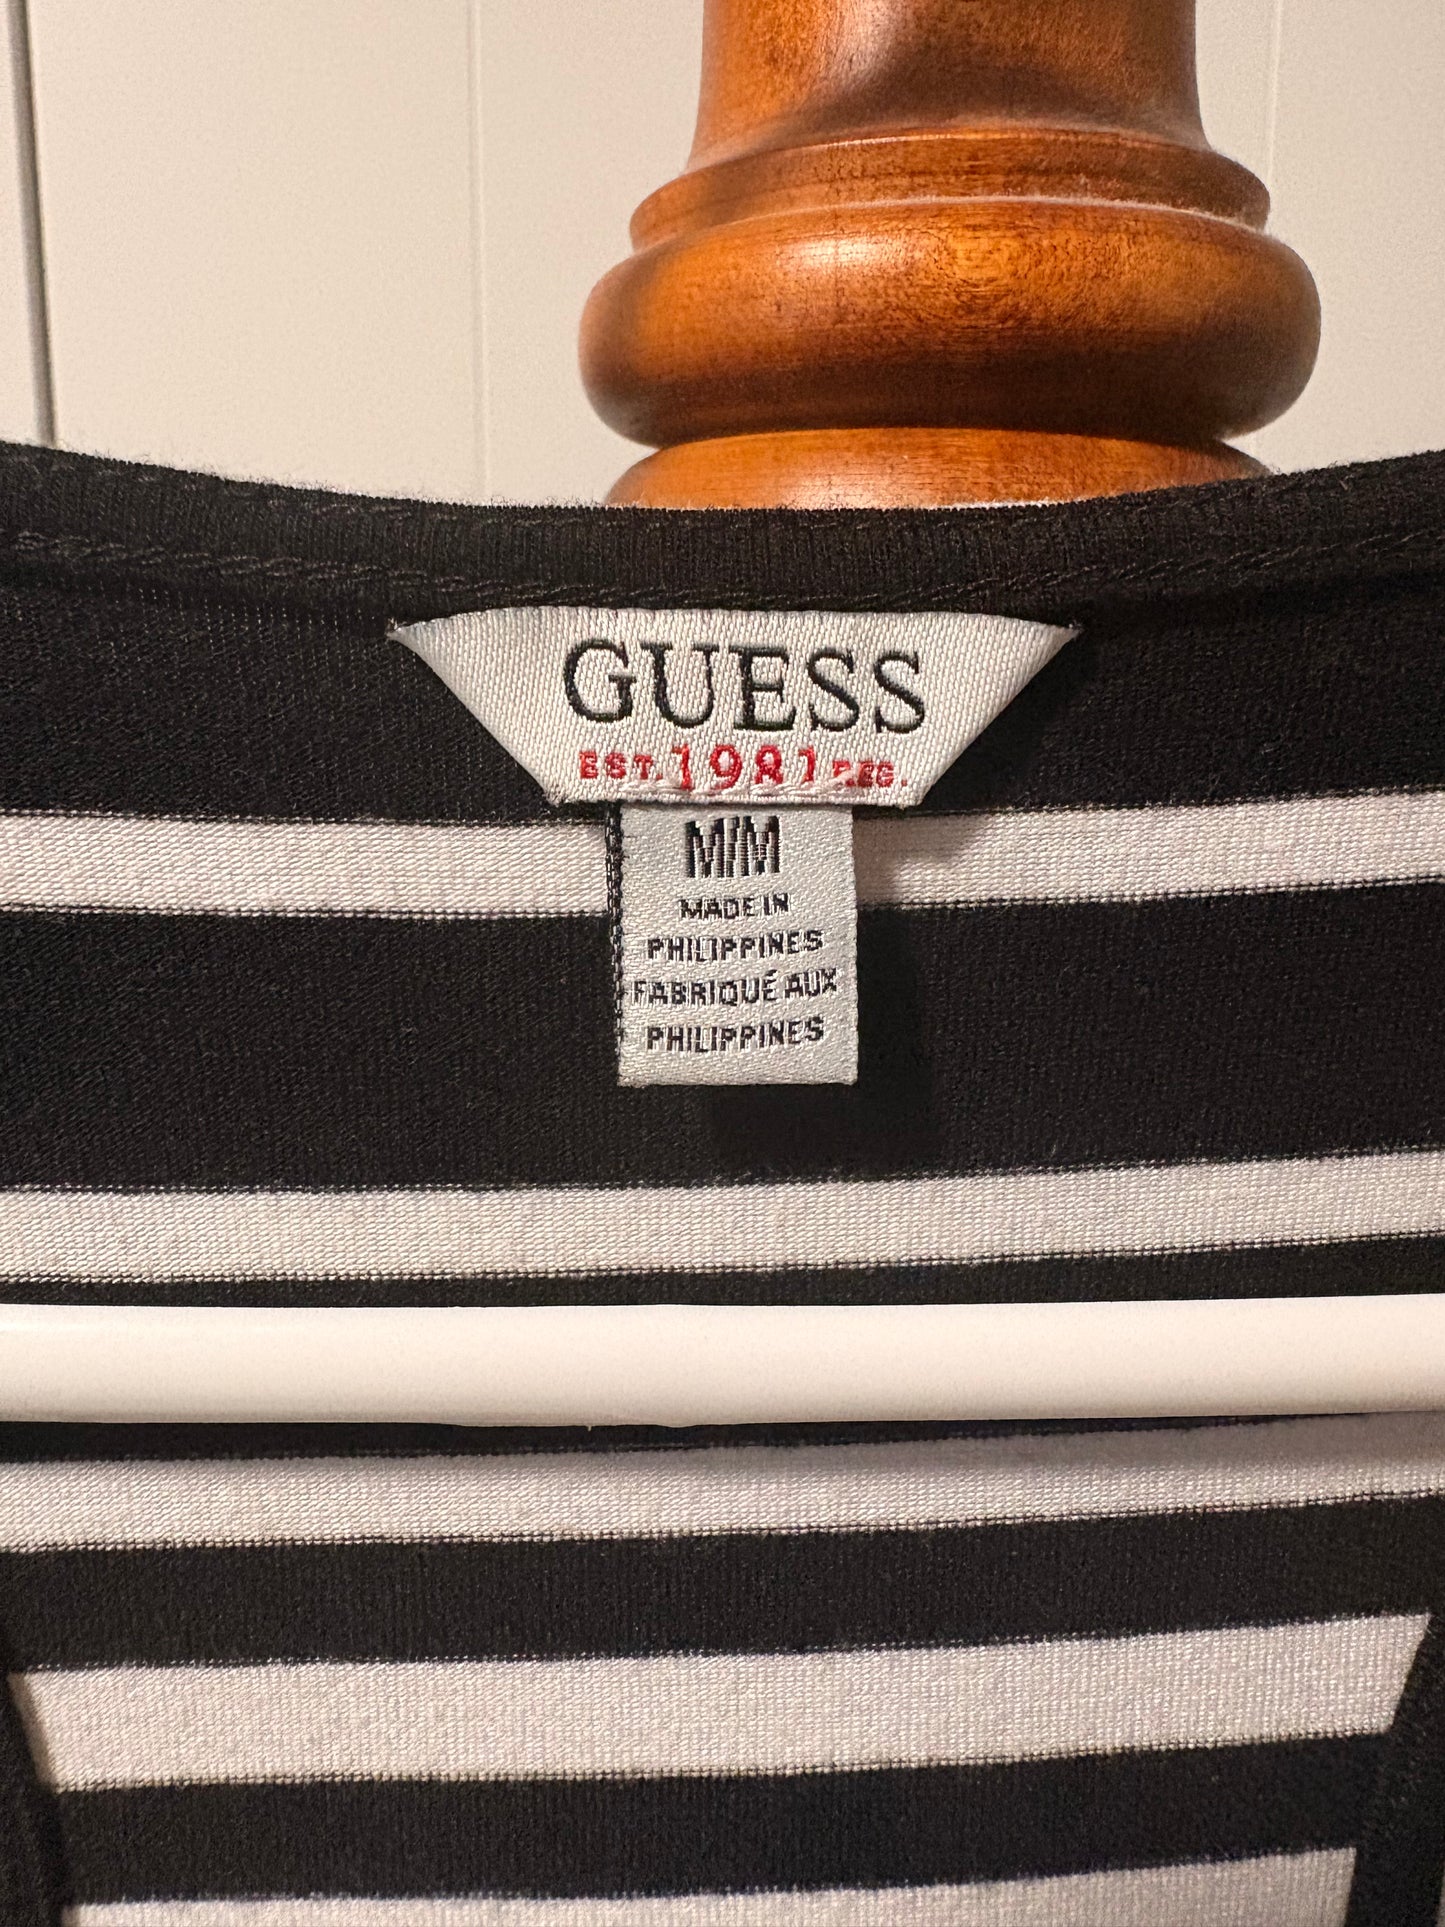 GUESS
EST. 1981 REG.
M/M
MADE IN
PHILIPPINES
FABRIQUÉ AUX
PHILIPPINES